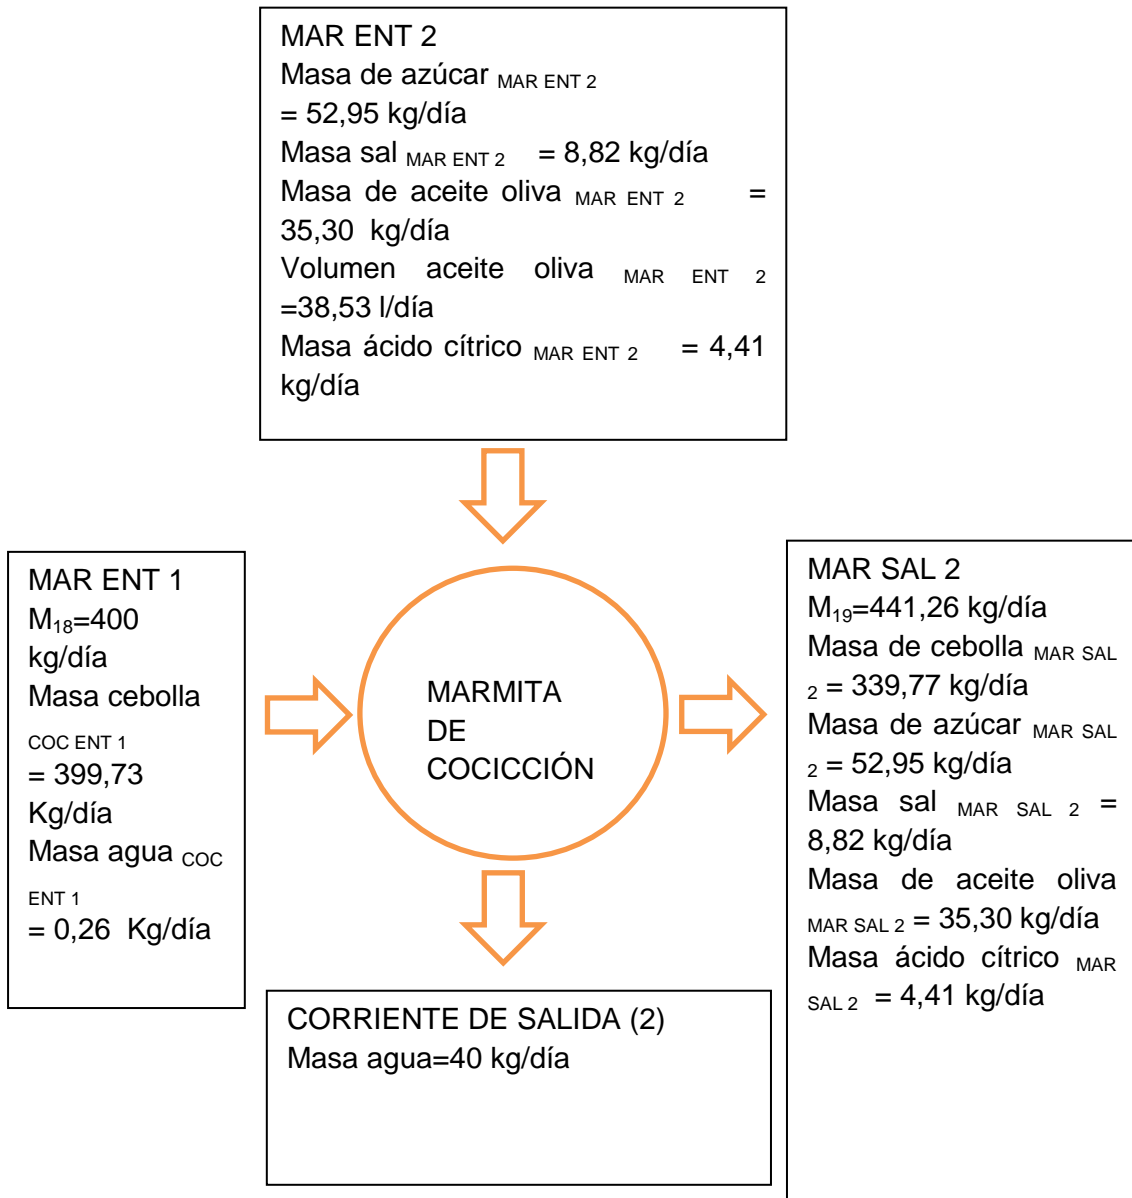 MAR ENT 2
Masa de azúcar MAR ENT 2
= 52,95 kg/día
Masa sal MAR ENT 2 = 8,82 kg/día
Masa de aceite oliva MAR ENT 2 =
35,30 kg/día
Volumen aceite oliva MAR ENT 2
=38,53 l/día
Masa ácido cítrico MAR ENT 2 = 4,41
kg/día
MAR ENT 1
M18=400
kg/día
Masa cebolla
COC ENT 1
= 399,73
Kg/día
Masa agua COC
ENT 1
= 0,26 Kg/día
MARMITA
DE
COCICCIÓN
MAR SAL 2
M19=441,26 kg/día
Masa de cebolla MAR SAL
2 = 339,77 kg/día
Masa de azúcar MAR SAL
2 = 52,95 kg/día
Masa sal MAR SAL 2 =
8,82 kg/día
Masa de aceite oliva
MAR SAL 2 = 35,30 kg/día
Masa ácido cítrico MAR
SAL 2 = 4,41 kg/día
CORRIENTE DE SALIDA (2)
Masa agua=40 kg/día